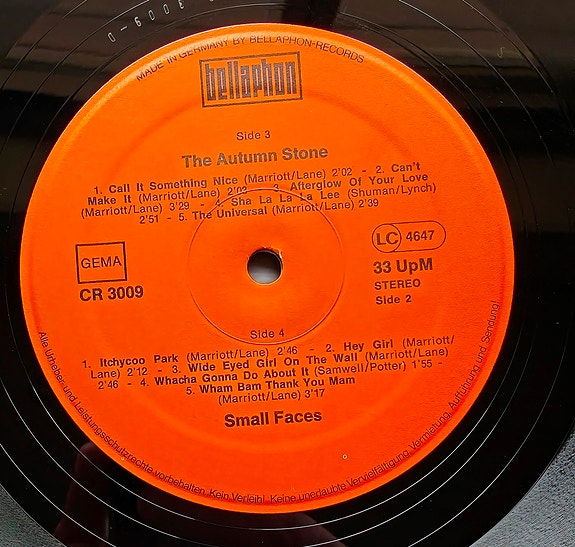 0-6003
MADE IN GERMANY BY BELLAPHON-RECORDS
bellaphon
Side 3
The Autumn Stone
1. Call It Something NIce (Marriott/Lane) 2'02 - 2. Can't
Make It (Marriott/Lane) 2'03 - 3. Afterglow Of Your Love
(Marriott/Lane) 3'29 - 4. Sha La La La Lee (Shuman/Lynch)
2'51 - 5. The Universal (Marriott/Lane) 2'39
GEMA
CR 3009
LC 4647
33 UpM
STEREO
Side 2
Side 4
1. Itchycoo Park (Marriott/Lane) 2'46 - 2. Hey Girl (Marriott/
Lane) 2'12 - 3. Wide Eyed Girl On The Wall (Marriott/Lane)
2'46 - 4. Whacha Gonna Do About It (Samwell/Potter) 1'55 -
5. Wham Bam Thank You Mam
(Marriott/Lane) 3'17
Small Faces
Alle Urheber- und Leistungsschutzrechte vorbehalten. Kein Verleih!. Keine unerlaubte Vervielfältigung, Vermietung, Aufführung und Sendung!